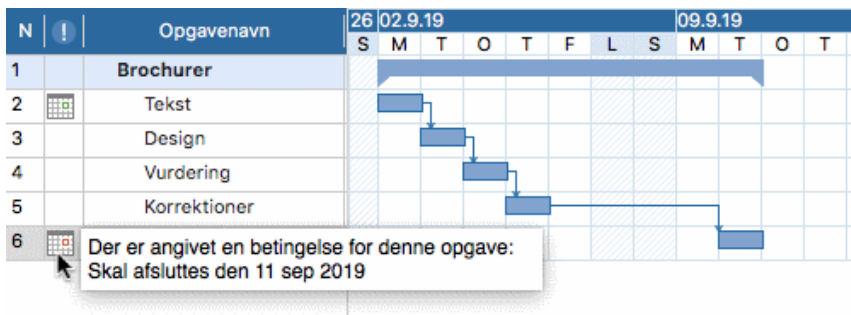 N Opgavenavn 26 02.9.19 09.9.19
S M T O T F L S M T O T
1 Brochurer
2 Tekst
3 Design
4 Vurdering
5 Korrektioner
6 Der er angivet en betingelse for denne opgave:
Skal afsluttes den 11 sep 2019